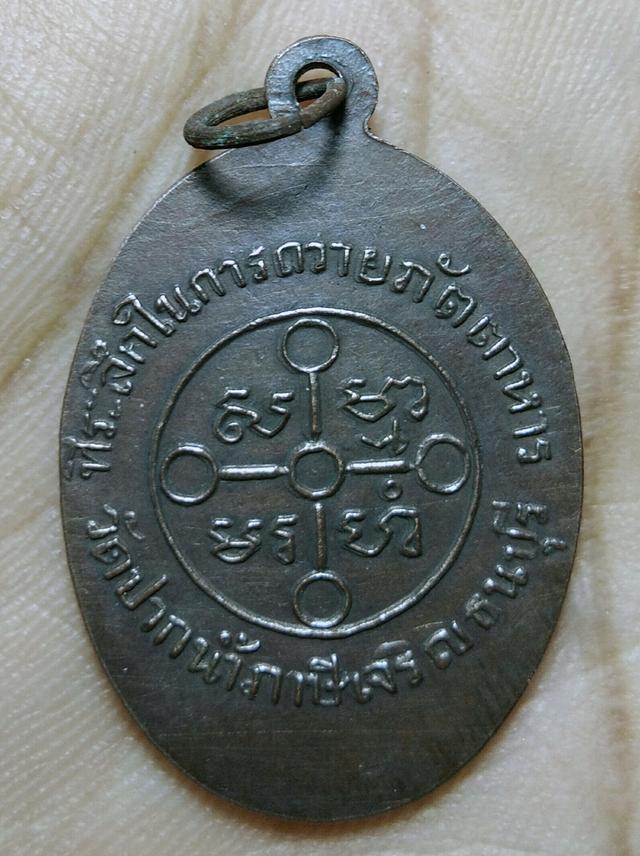 ที่ระลึกในการถวายภัตตาหาร
วัดปากน้ำภาษีเจริญ ธนบุรี